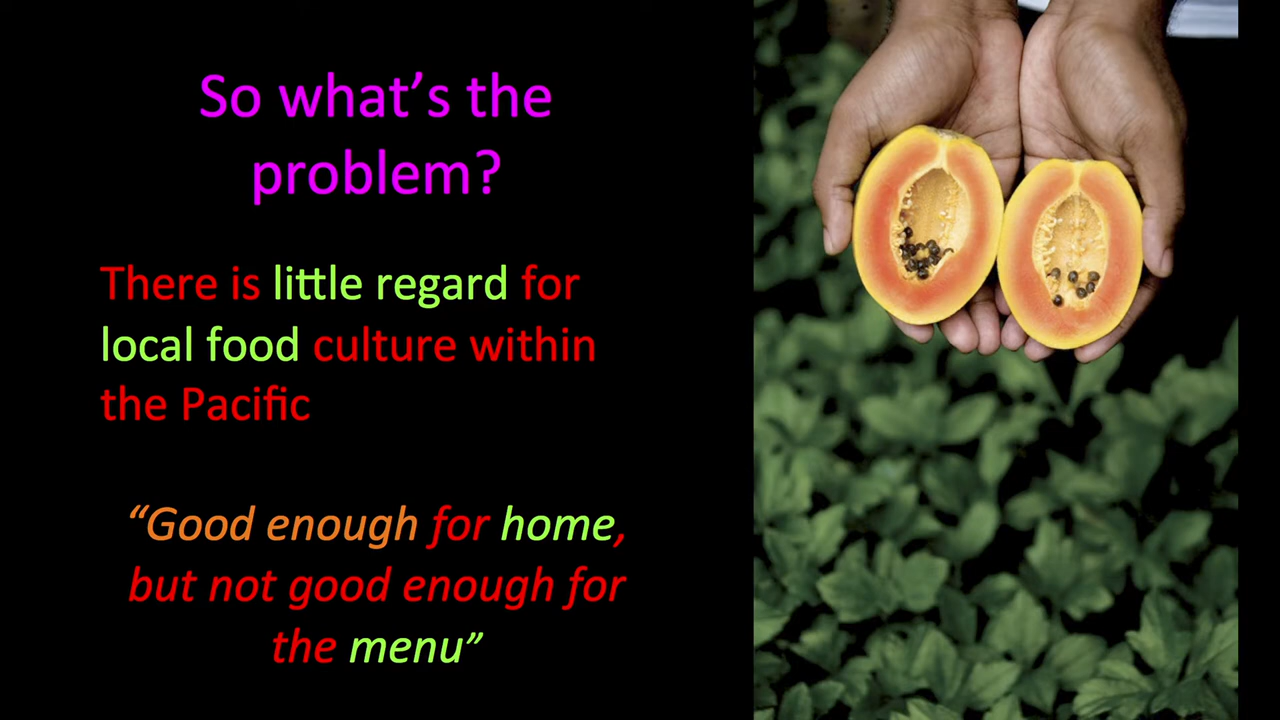 So what’s the
problem?
There is little regard for
local food culture within
the Pacific
“Good enough for home,
but not good enough for
the menu”